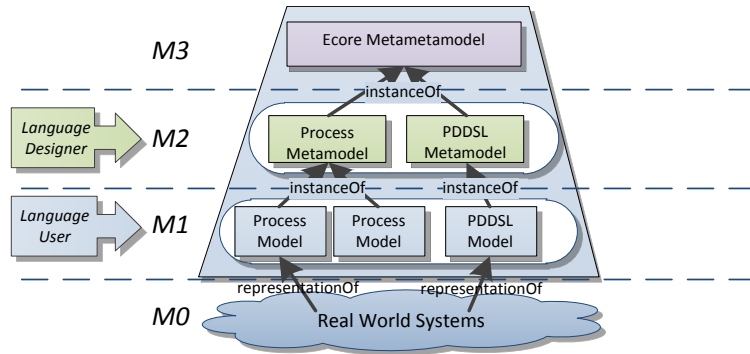 M3
Ecore Metametamodel
instanceOf
Language
Designer
M2
Process
Metamodel
PDDSL
Metamodel
instanceOf
instanceOf
Language
User
M1
Process
Model
Process
Model
PDDSL
Model
representationOf
representationOf
M0
Real World Systems